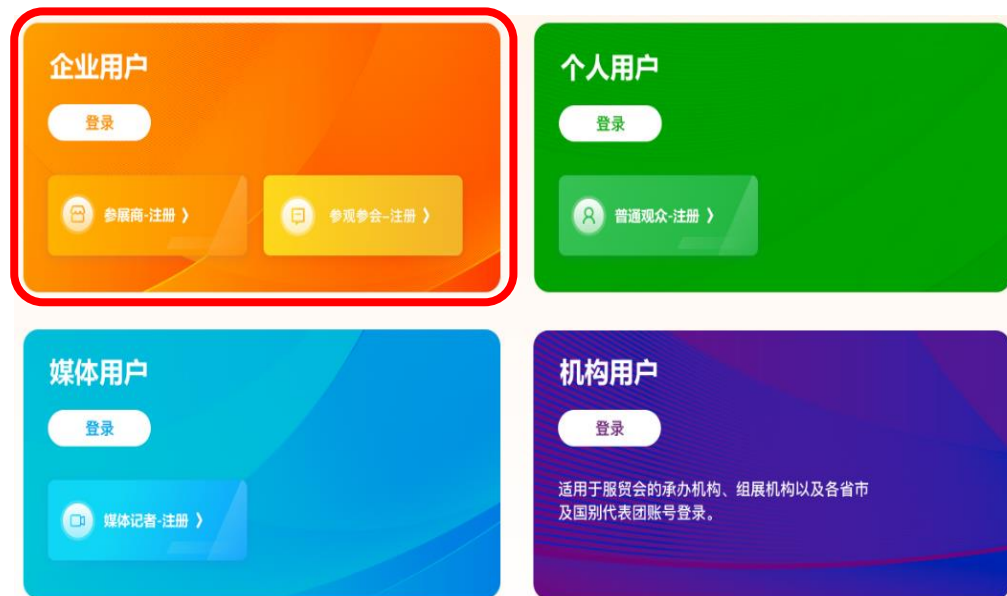 企业用户
登录
参展商-注册 》
参观参会-注册 》
个人用户
登录
普通观众-注册 》
媒体用户
登录
媒体记者-注册 》
机构用户
登录
适用于服贸会的承办机构、组展机构以及各省市
及国别代表团账号登录。